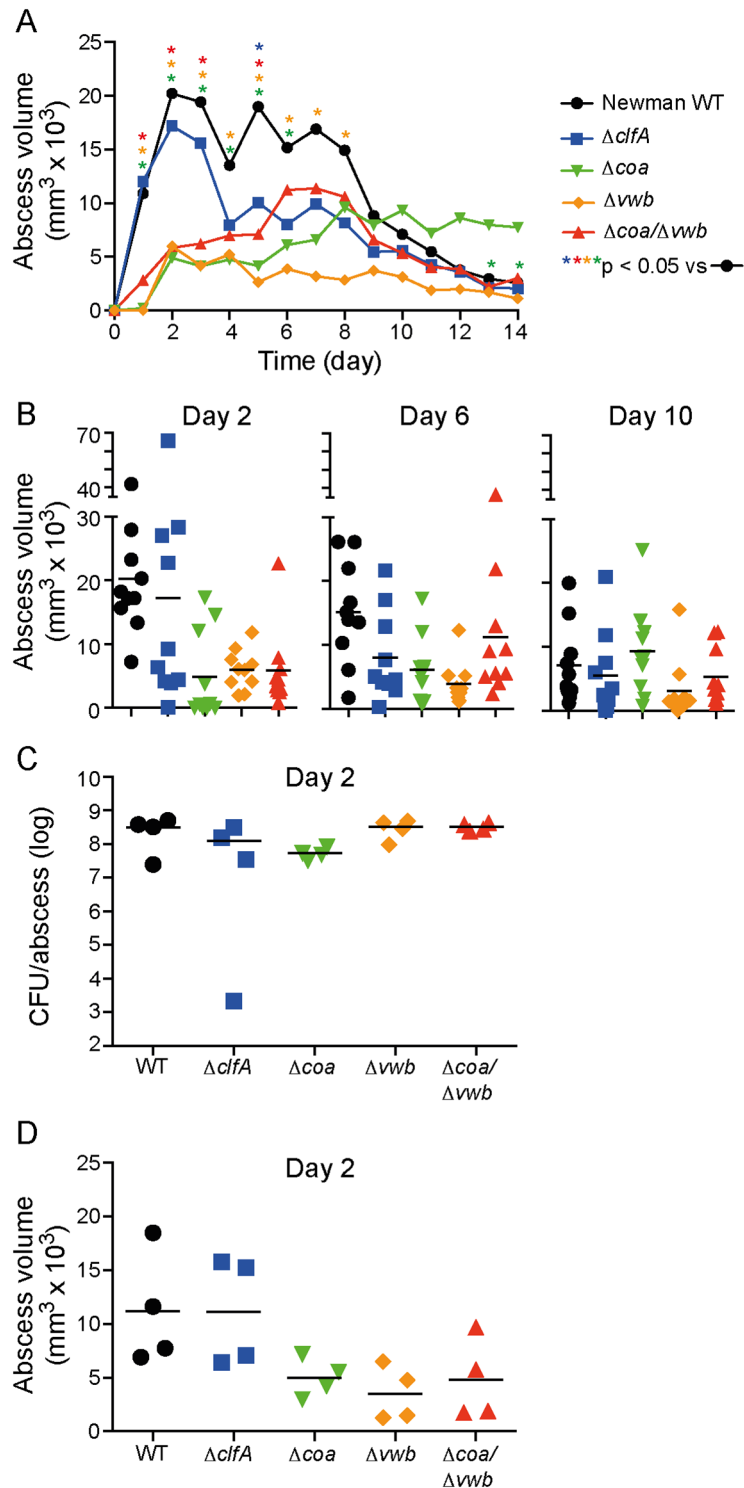 A
Abscess volume
(mm³ x 10³)
25
20
15
10
5
0
* * * * * * * * * * * * * * * * * * * *
0 2 4 6 8 10 12 14
Time (day)
Newman WT
ΔclfA
Δcoa
Δvwb
Δcoa/Δvwb
****p < 0.05 vs
B
Day 2 Day 6 Day 10
Abscess volume
(mm³ x 10³)
70
40
30
20
10
0
C
Day 2
CFU/abscess (log)
10
9
8
7
6
5
4
3
2
WT ΔclfA Δcoa Δvwb Δcoa/
Δvwb
D
Day 2
Abscess volume
(mm³ x 10³)
25
20
15
10
5
0
WT ΔclfA Δcoa Δvwb Δcoa/
Δvwb